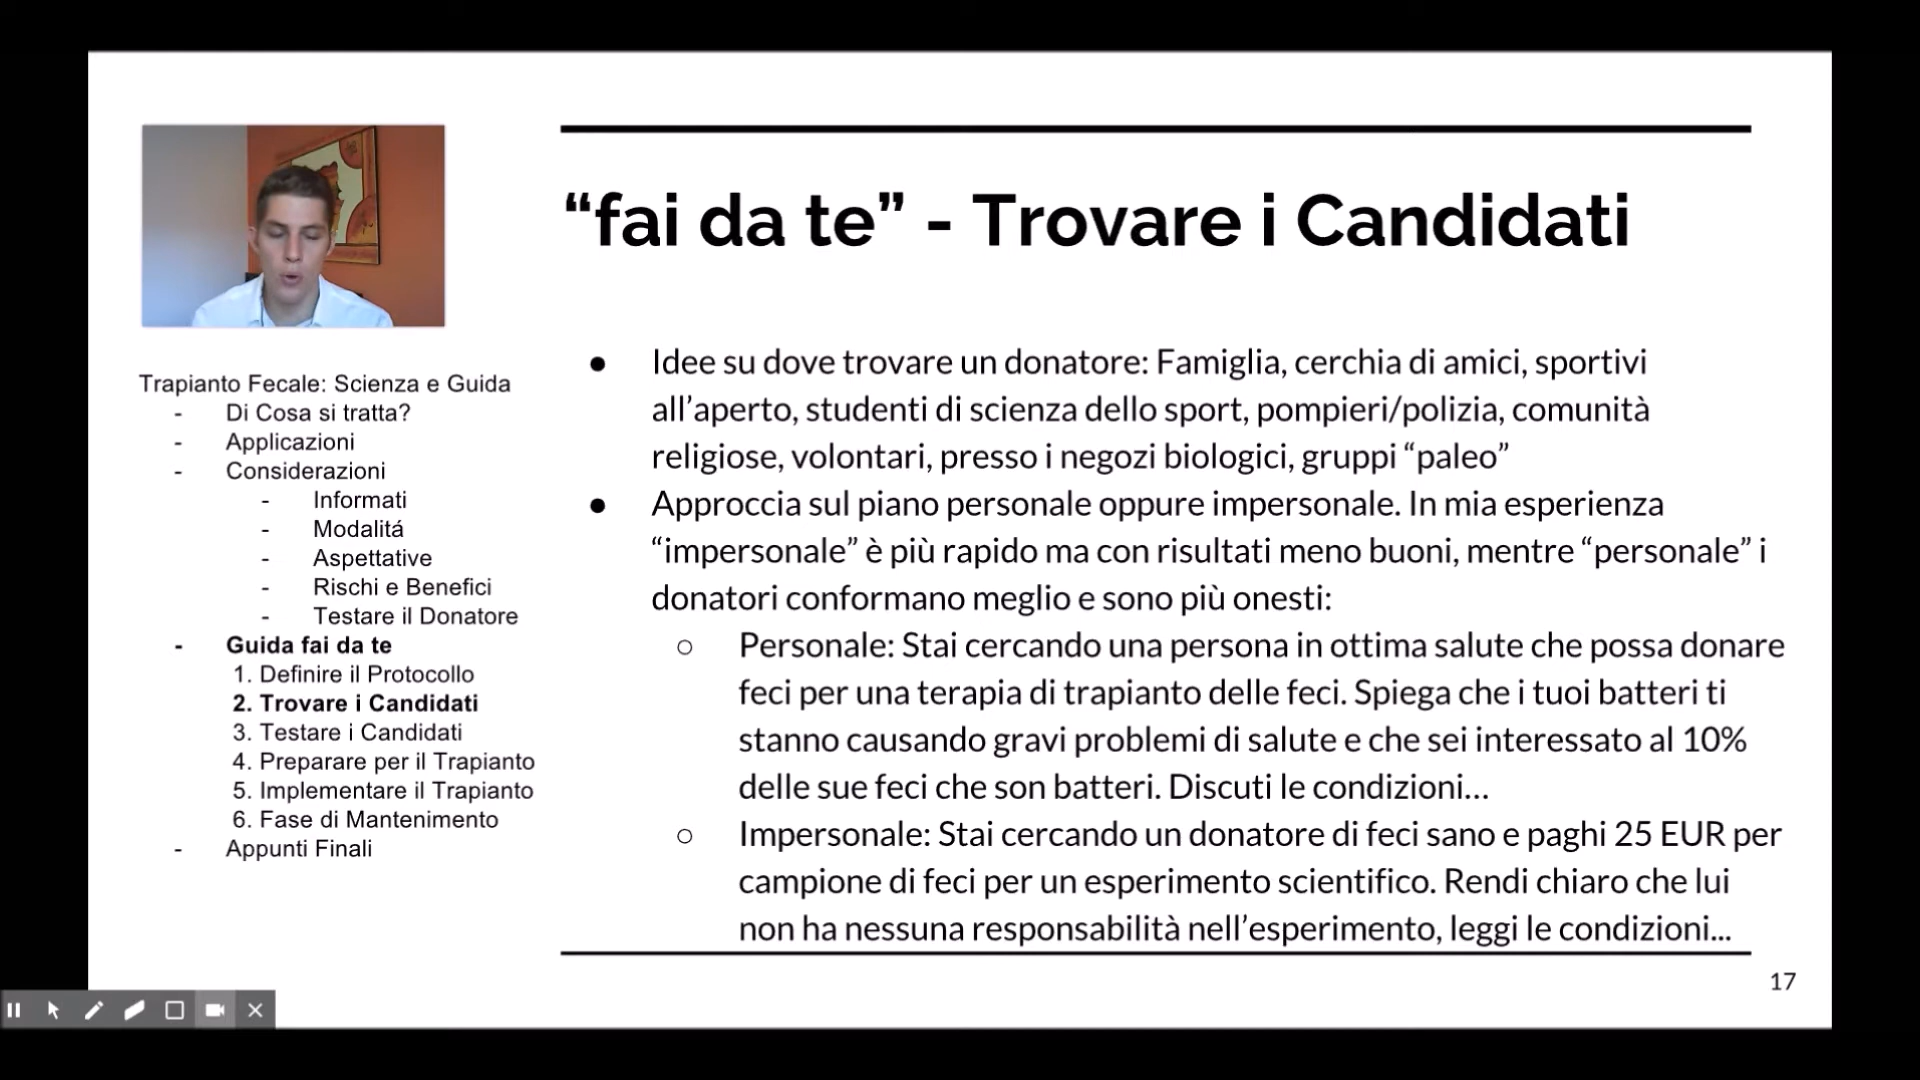 “fai da te” - Trovare i Candidati
Trapianto Fecale: Scienza e Guida
- Di Cosa si tratta?
- Applicazioni
- Considerazioni
- Informati
- Modalitá
- Aspettative
- Rischi e Benefici
- Testare il Donatore
- Guida fai da te
1. Definire il Protocollo
2. Trovare i Candidati
3. Testare i Candidati
4. Preparare per il Trapianto
5. Implementare il Trapianto
6. Fase di Mantenimento
- Appunti Finali
● Idee su dove trovare un donatore: Famiglia, cerchia di amici, sportivi
all’aperto, studenti di scienza dello sport, pompieri/polizia, comunità
religiose, volontari, presso i negozi biologici, gruppi “paleo”
● Approccia sul piano personale oppure impersonale. In mia esperienza
“impersonale” è più rapido ma con risultati meno buoni, mentre “personale” i
donatori conformano meglio e sono più onesti:
○ Personale: Stai cercando una persona in ottima salute che possa donare
feci per una terapia di trapianto delle feci. Spiega che i tuoi batteri ti
stanno causando gravi problemi di salute e che sei interessato al 10%
delle sue feci che son batteri. Discuti le condizioni…
○ Impersonale: Stai cercando un donatore di feci sano e paghi 25 EUR per
campione di feci per un esperimento scientifico. Rendi chiaro che lui
non ha nessuna responsabilità nell’esperimento, leggi le condizioni...
17